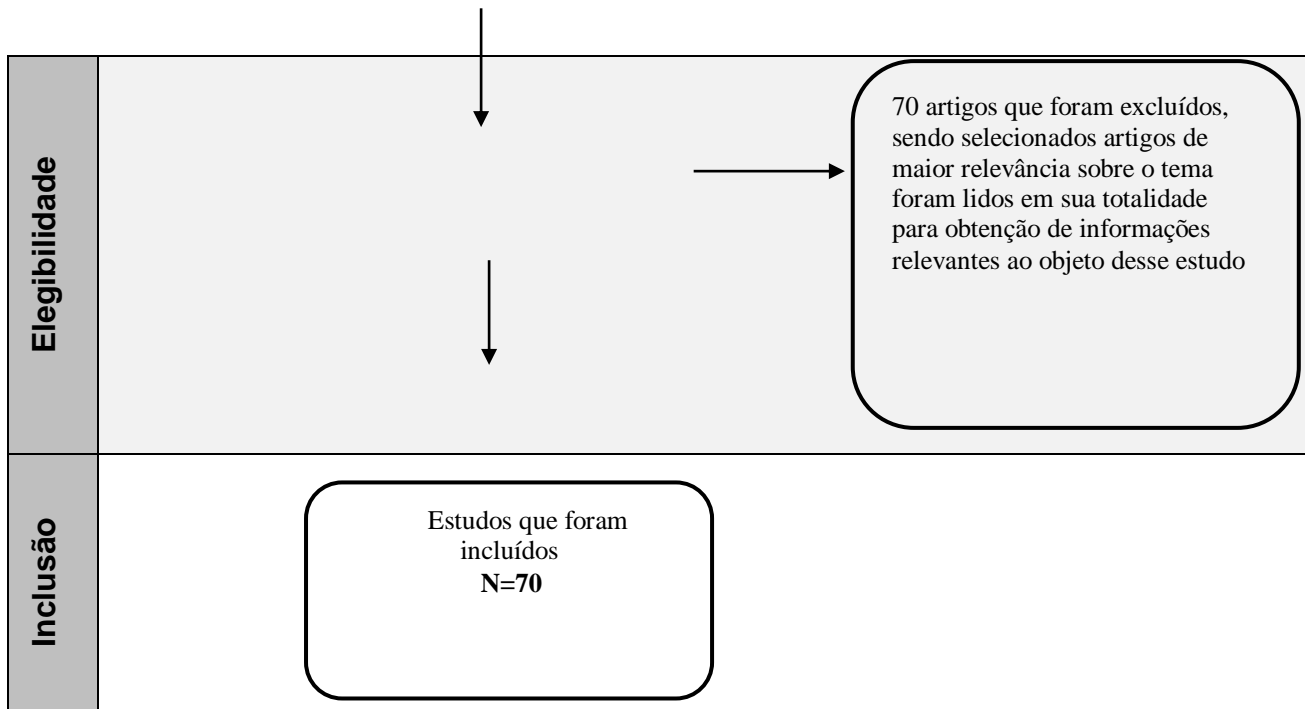 Elegibilidade
70 artigos que foram excluídos,
sendo selecionados artigos de
maior relevância sobre o tema
foram lidos em sua totalidade
para obtenção de informações
relevantes ao objeto desse estudo
Inclusão
Estudos que foram
incluídos
N=70